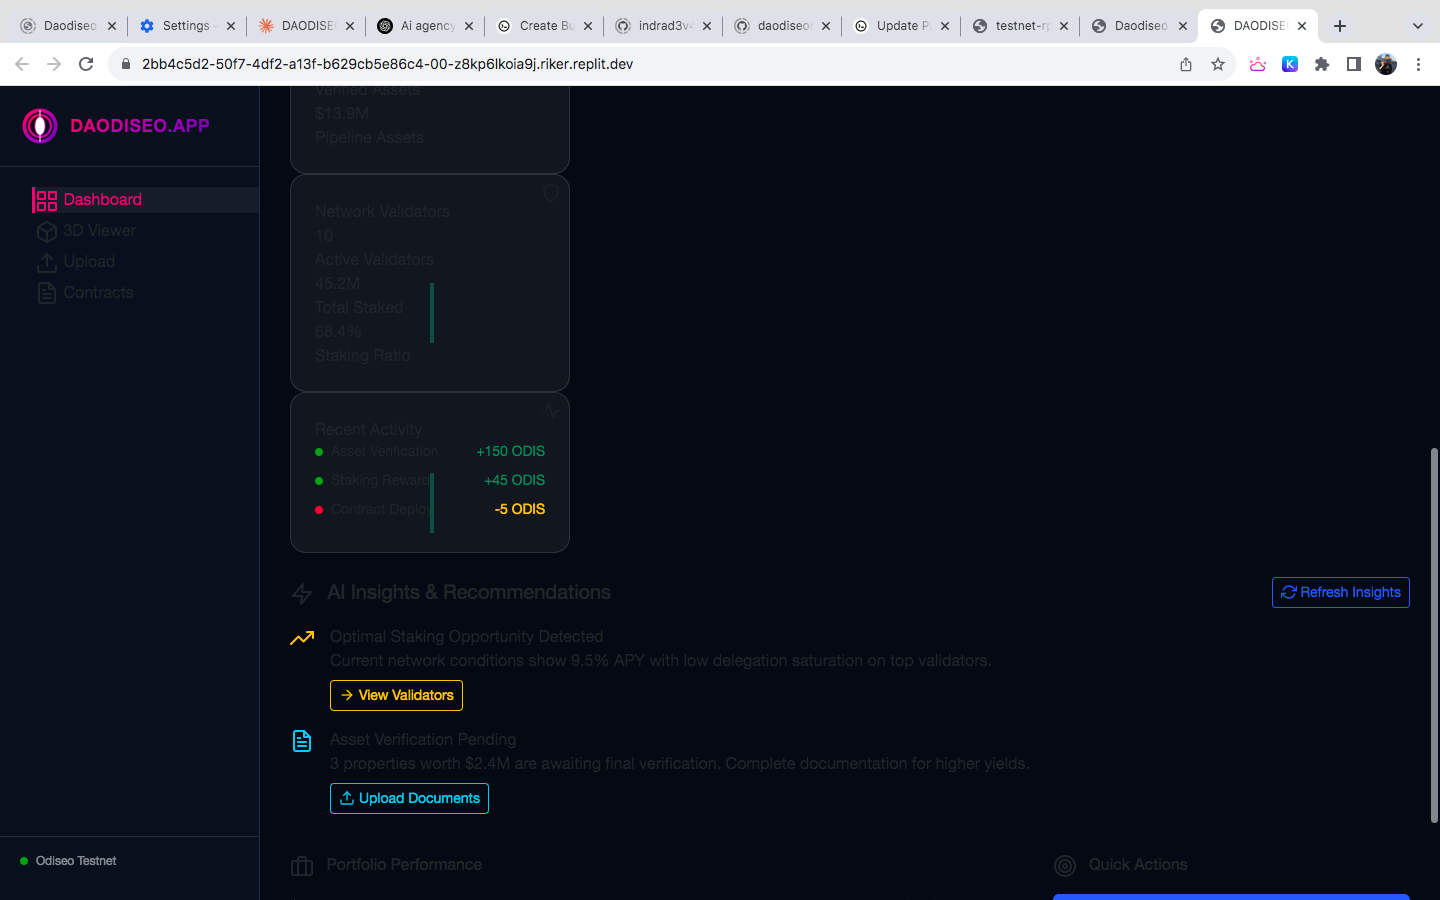 Daodiseo
Settings -
DAODISE
Ai agency
Create Bu
indrad3v4
daodiseo
Update P
testnet-rp
Daodiseo
DAODISE
2bb4c5d2-50f7-4df2-a13f-b629cb5e86c4-00-z8kp6lkoia9j.riker.replit.dev
K
DAODISEO.APP
Dashboard
3D Viewer
Upload
Contracts
Odiseo Testnet
Verified Assets
$13.9M
Pipeline Assets
Network Validators
10
Active Validators
45.2M
Total Staked
68.4%
Staking Ratio
Recent Activity
Asset Verification +150 ODIS
Staking Reward +45 ODIS
Contract Deploy -5 ODIS
AI Insights & Recommendations
Refresh Insights
Optimal Staking Opportunity Detected
Current network conditions show 9.5% APY with low delegation saturation on top validators.
View Validators
Asset Verification Pending
3 properties worth $2.4M are awaiting final verification. Complete documentation for higher yields.
Upload Documents
Portfolio Performance
Quick Actions